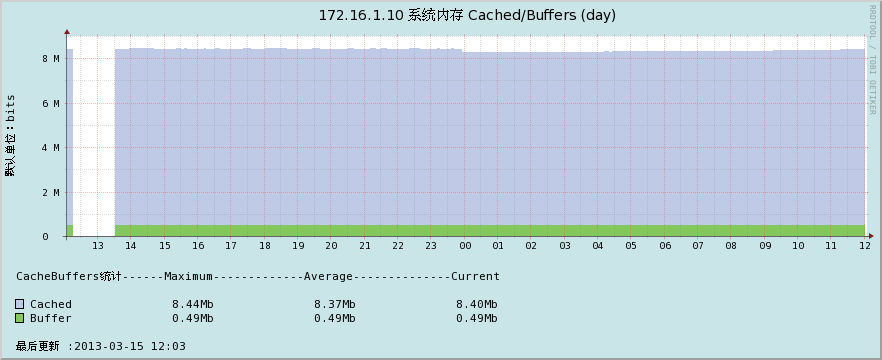 172.16.1.10 系统内存 Cached/Buffers (day)
RRDTOOL / TOBI OETIKER
默认单位：bits
8 M
6 M
4 M
2 M
0
13 14 15 16 17 18 19 20 21 22 23 00 01 02 03 04 05 06 07 08 09 10 11 12
CacheBuffers统计------Maximum-------------Average--------------Current
Cached 8.44Mb 8.37Mb 8.40Mb
Buffer 0.49Mb 0.49Mb 0.49Mb
最后更新 :2013-03-15 12:03